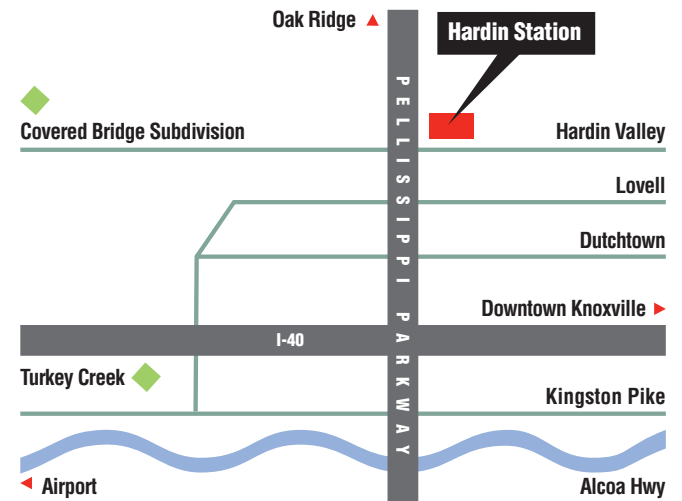 Oak Ridge
Hardin Station
PELLISSIPPI PARKWAY
Covered Bridge Subdivision
Hardin Valley
Lovell
Dutchtown
Downtown Knoxville
I-40
Turkey Creek
Kingston Pike
Airport
Alcoa Hwy